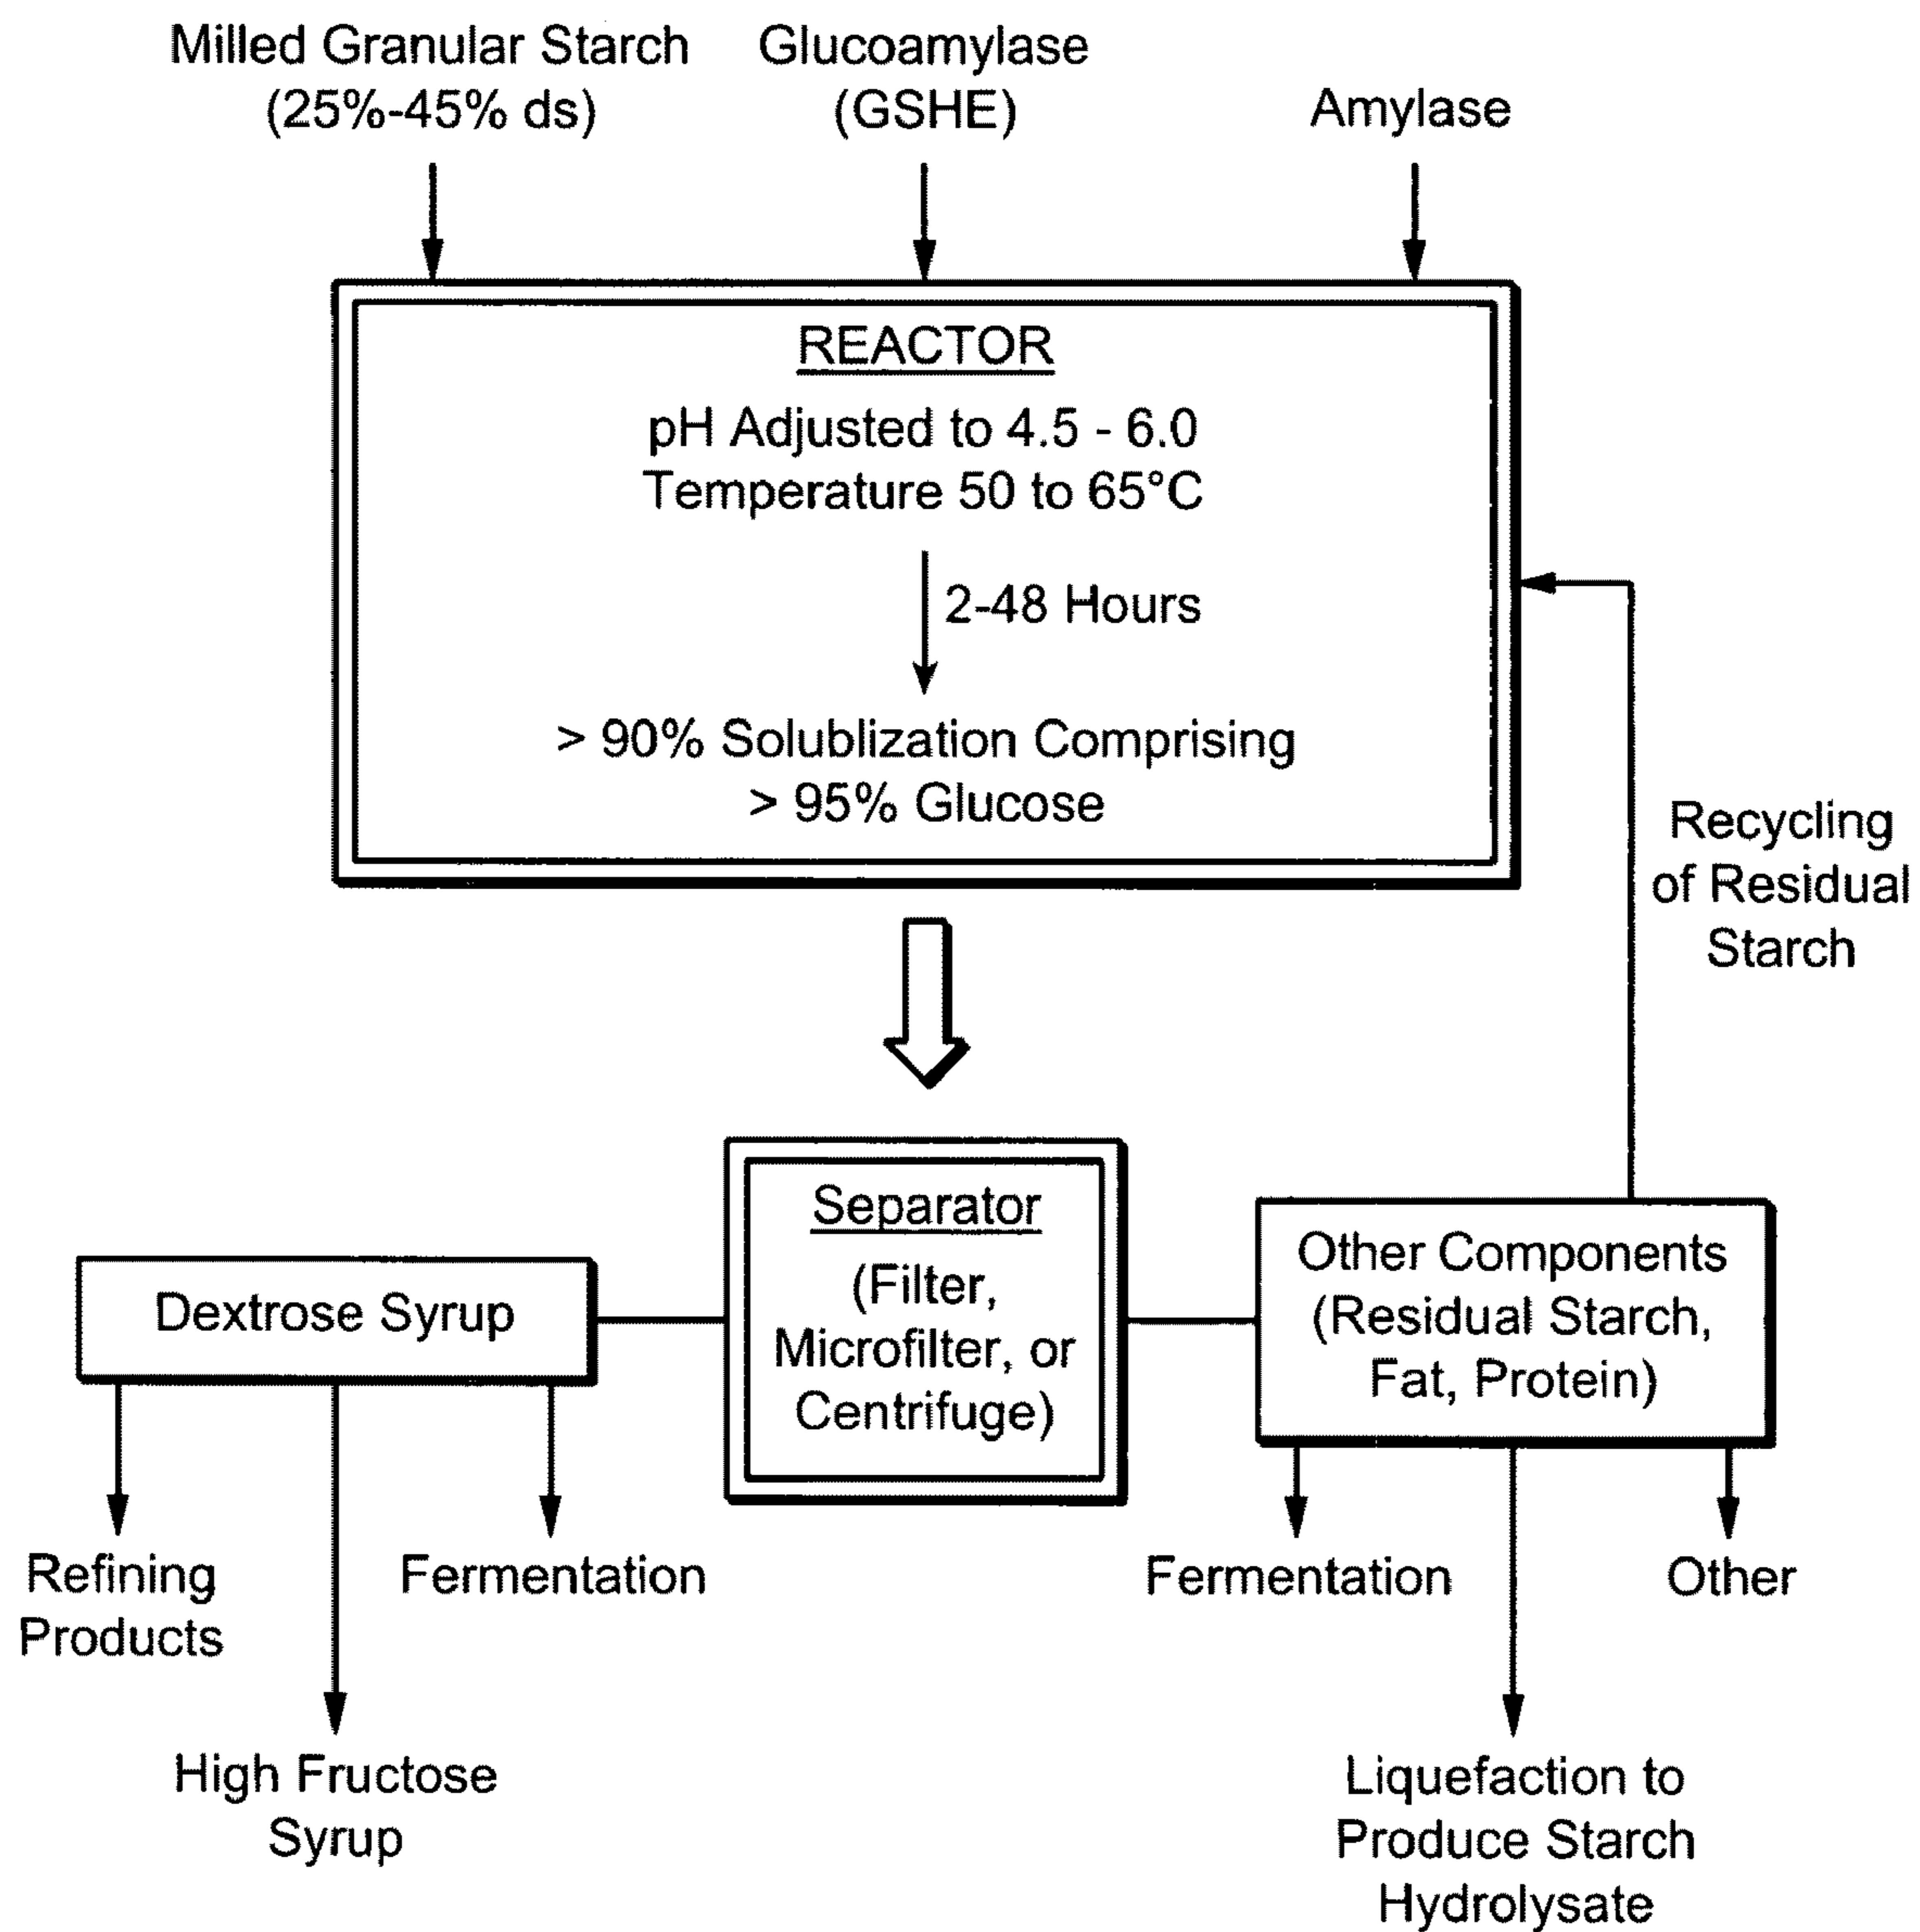 Milled Granular Starch
(25%-45% ds)
Glucoamylase
(GSHE)
Amylase
REACTOR
pH Adjusted to 4.5 - 6.0
Temperature 50 to 65°C
2-48 Hours
> 90% Solublization Comprising
> 95% Glucose
Recycling
of Residual
Starch
Separator
(Filter,
Microfilter, or
Centrifuge)
Dextrose Syrup
Other Components
(Residual Starch,
Fat, Protein)
Refining
Products
High Fructose
Syrup
Fermentation
Fermentation
Liquefaction to
Produce Starch
Hydrolysate
Other